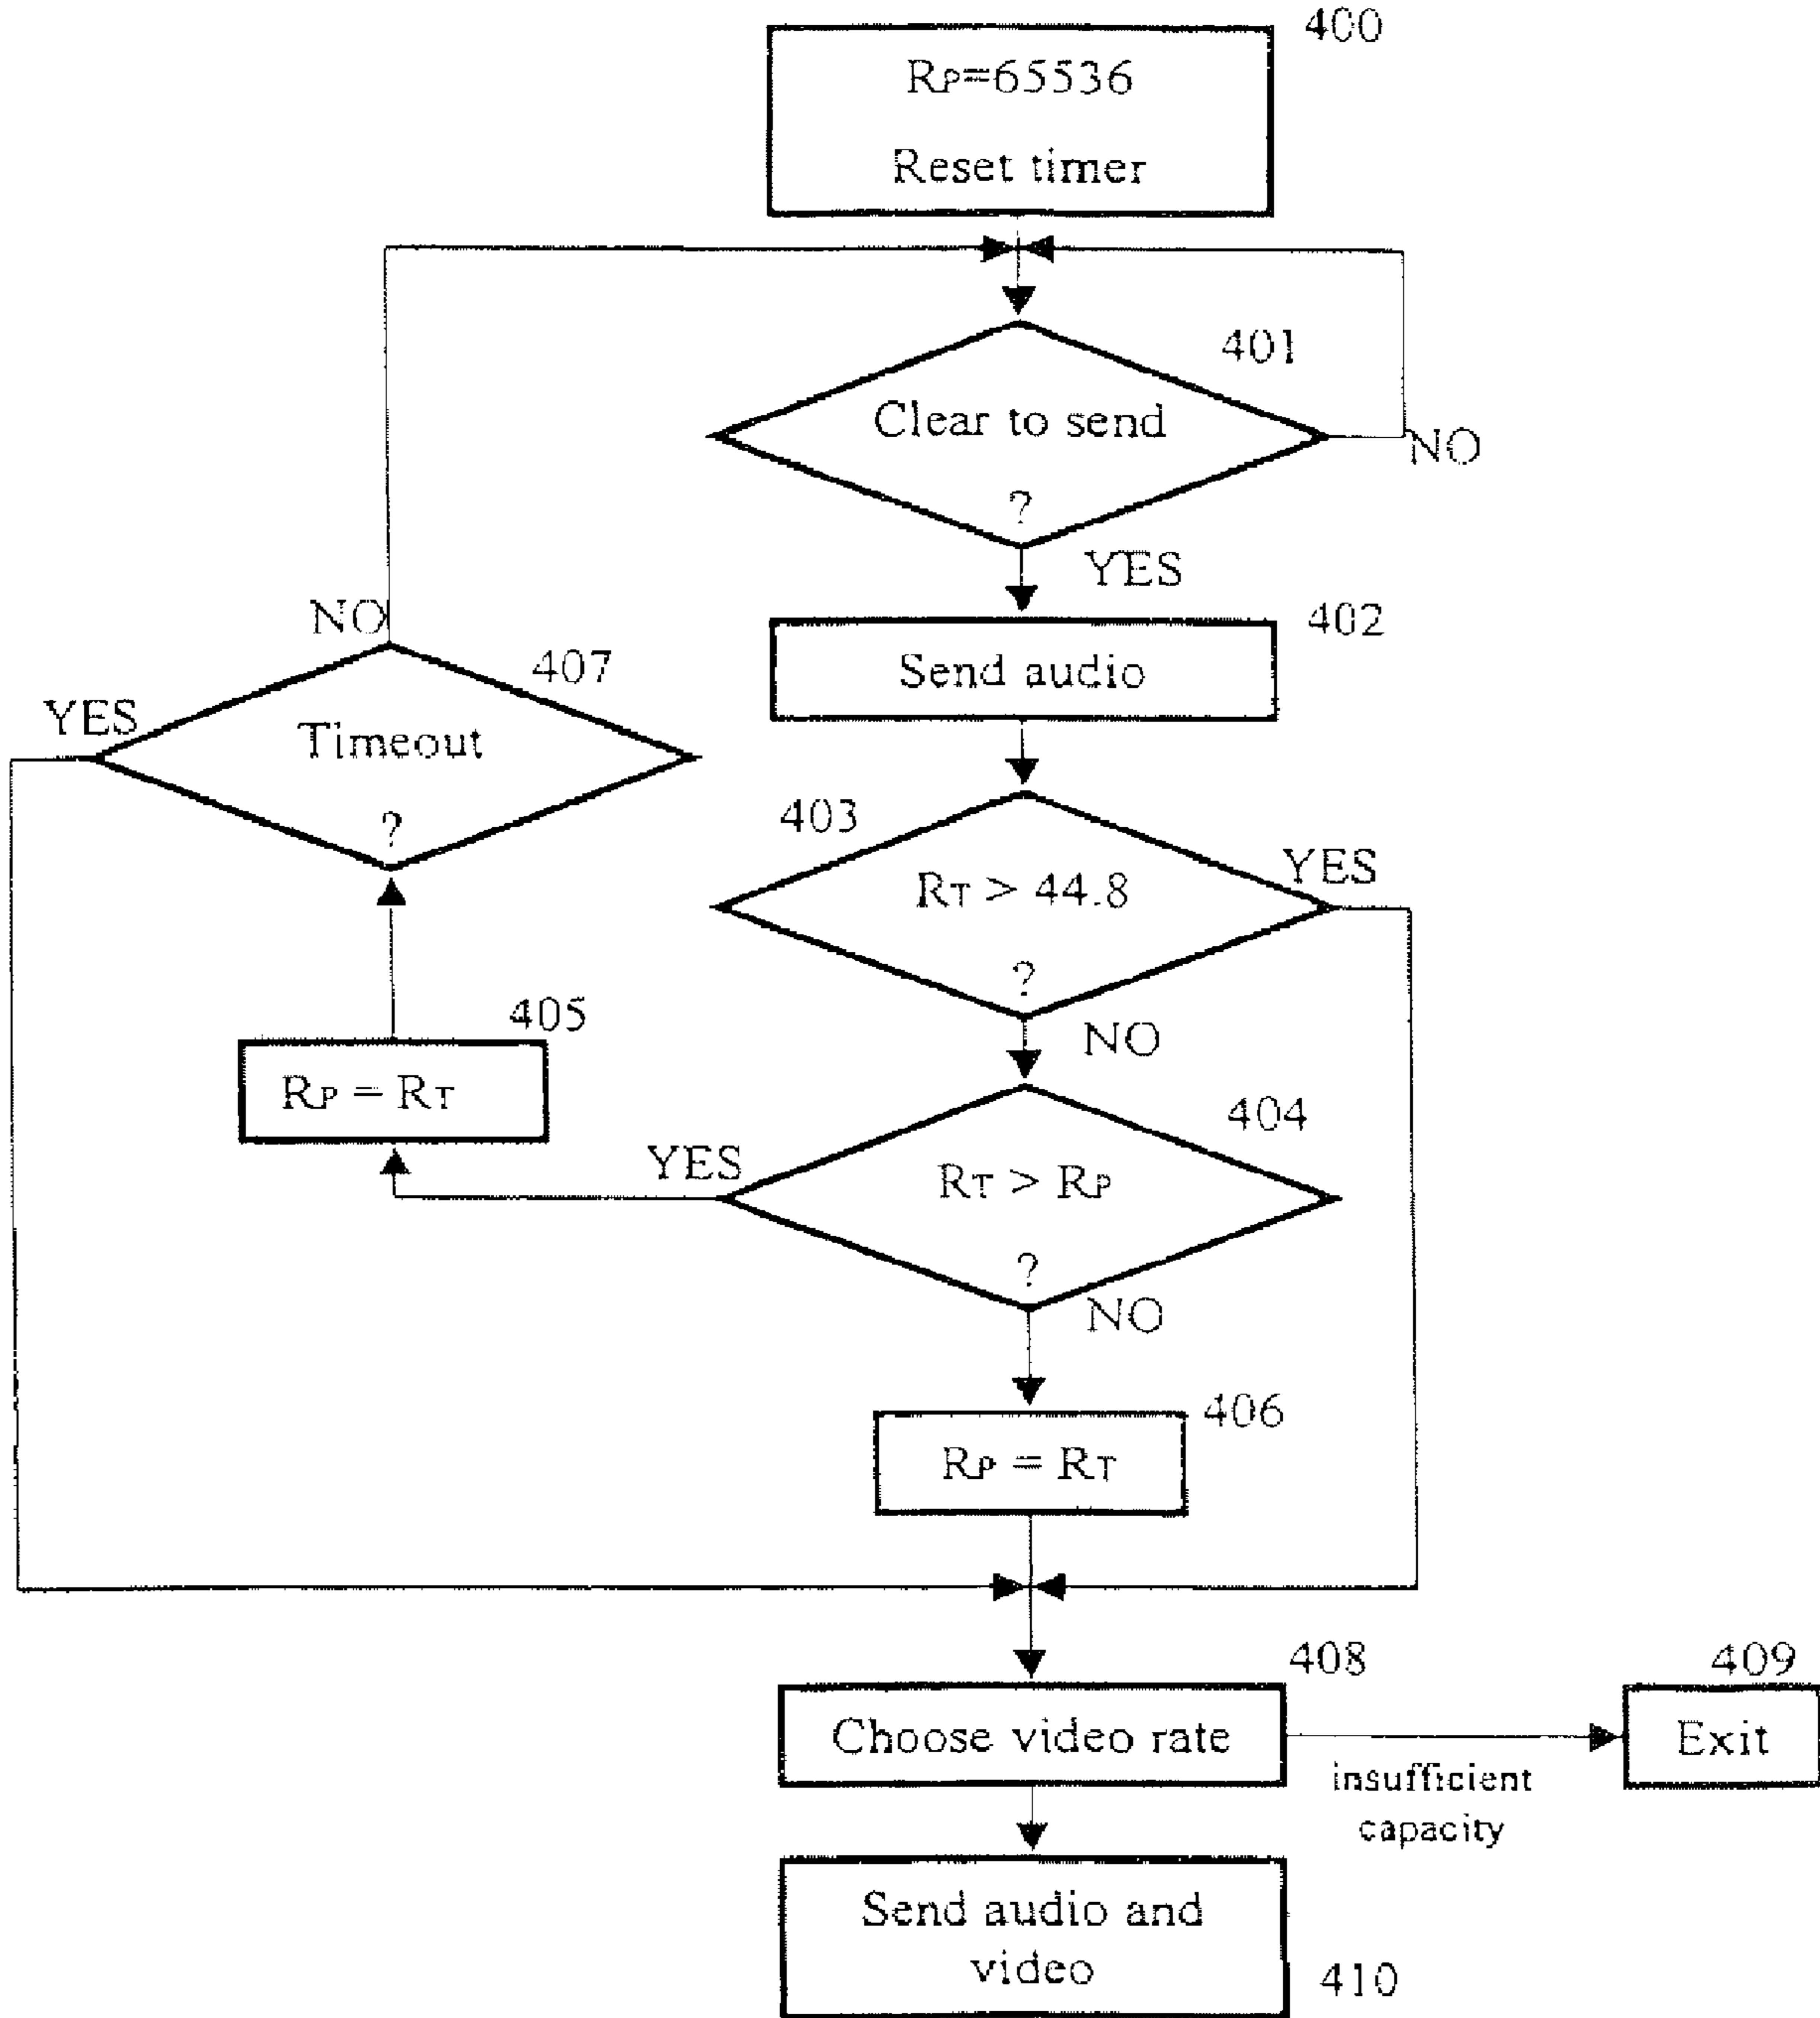 400
RP=65536
Reset timer
401
Clear to send
?
NO
YES
402
Send audio
NO
407
YES
Timeout
?
403
RT > 44.8
?
YES
NO
405
RP = RT
404
YES
RT > RP
?
NO
406
RP = RT
408
Choose video rate
409
Exit
insufficient
capacity
Send audio and
video
410